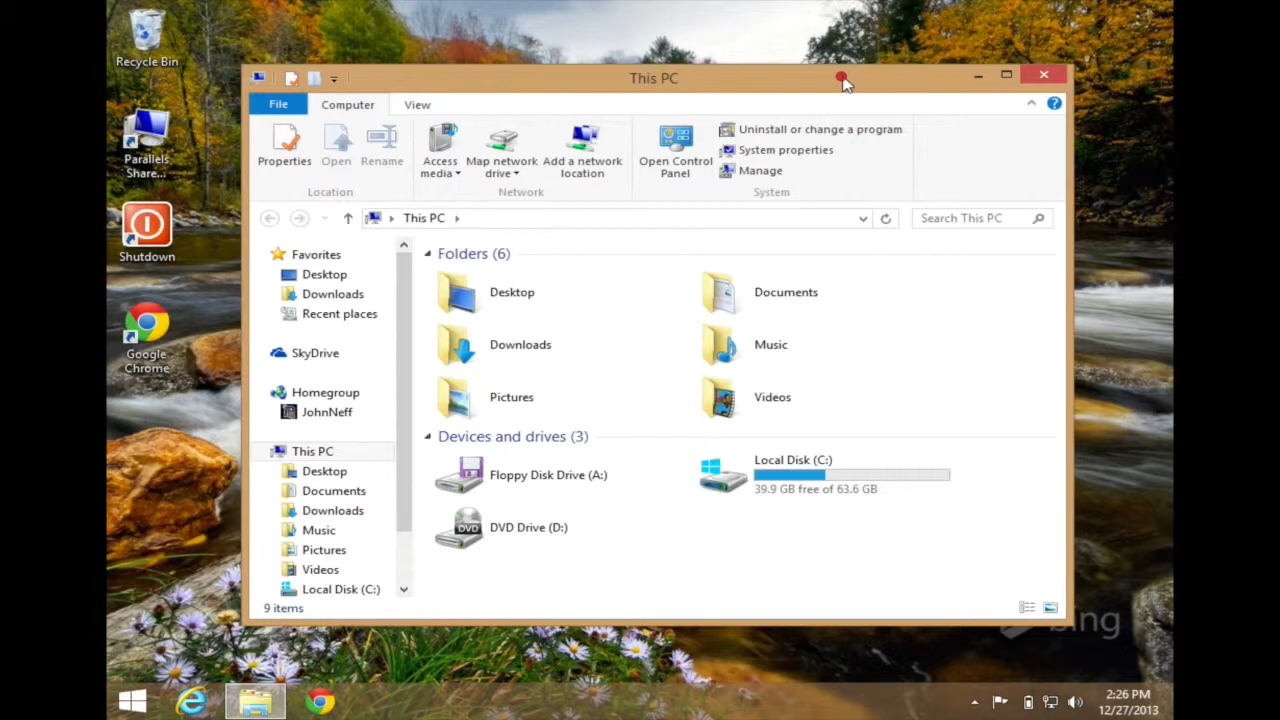 Recycle Bin
Parallels
Share...
Shutdown
Google
Chrome
This PC
File
Computer
View
Properties
Open
Rename
Location
Access
media
Map network
drive
Add a network
location
Network
Open Control
Panel
Uninstall or change a program
System properties
Manage
System
This PC
Search This PC
Favorites
Desktop
Downloads
Recent places
SkyDrive
Homegroup
JohnNeff
This PC
Desktop
Documents
Downloads
Music
Pictures
Videos
Local Disk (C:)
Folders (6)
Desktop
Documents
Downloads
Music
Pictures
Videos
Devices and drives (3)
Floppy Disk Drive (A:)
Local Disk (C:)
39.9 GB free of 63.6 GB
DVD
DVD Drive (D:)
9 items
bing
2:26 PM
12/27/2013